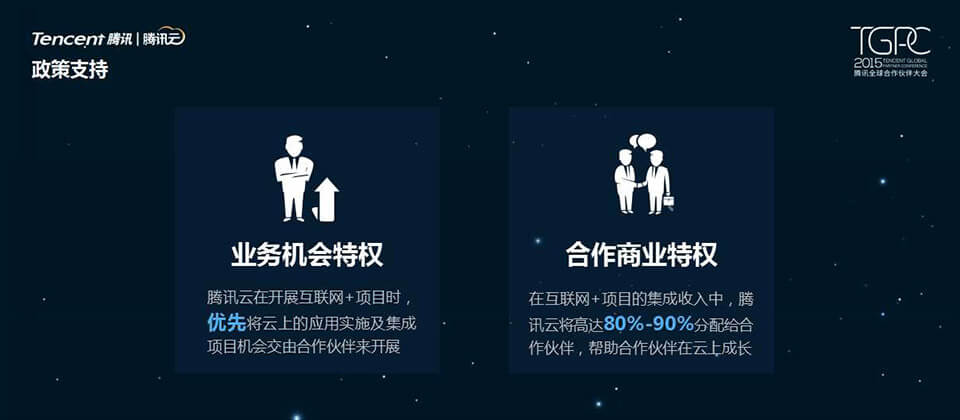 Tencent 腾讯 | 腾讯云
政策支持
TGPC
2015 TENCENT GLOBAL
PARTNER CONFERENCE
腾讯全球合作伙伴大会
业务机会特权
腾讯云在开展互联网+项目时，
优先将云上的应用实施及集成
项目机会交由合作伙伴来开展
合作商业特权
在互联网+项目的集成收入中，腾
讯云将高达80%-90%分配给合
作伙伴，帮助合作伙伴在云上成长